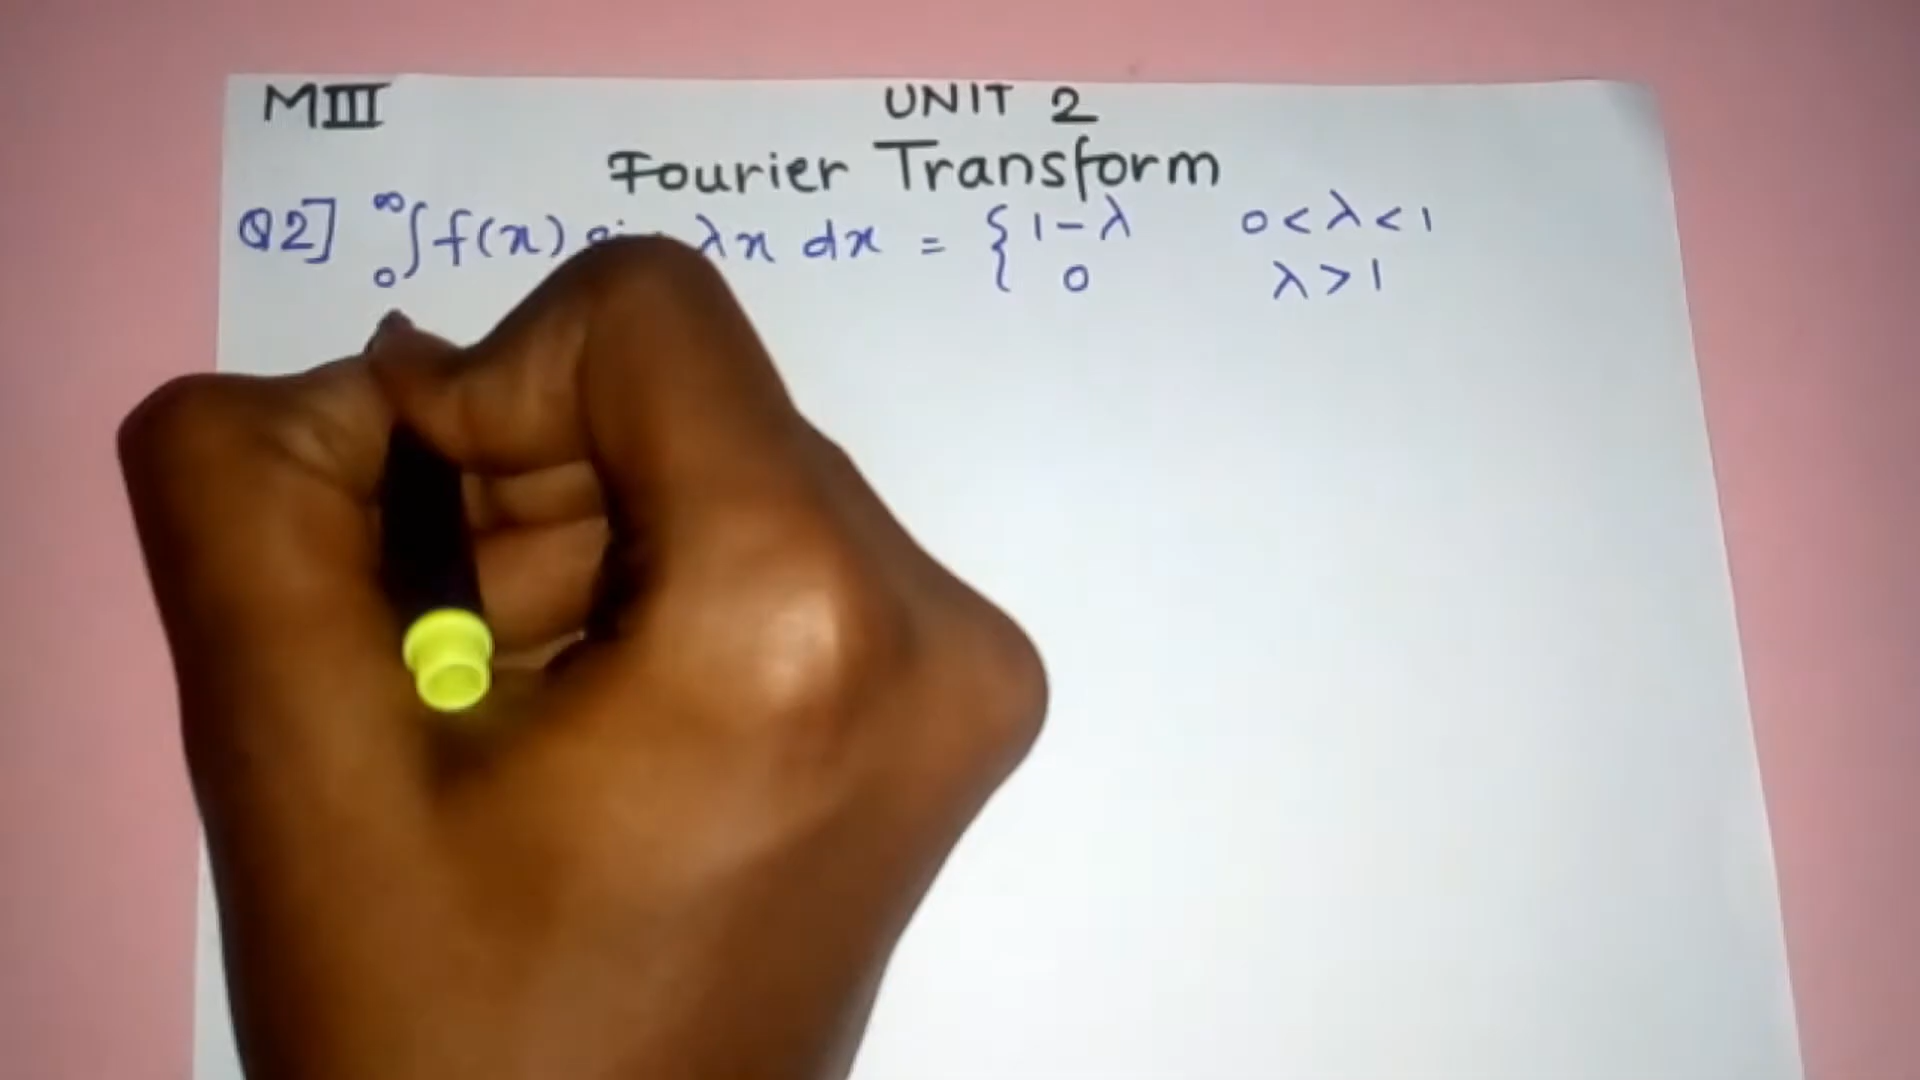 MIII UNIT 2
Fourier Transform
Q2] ∞∫0 f(x) λx dx = { 1-λ 0<λ<1
0 λ>1